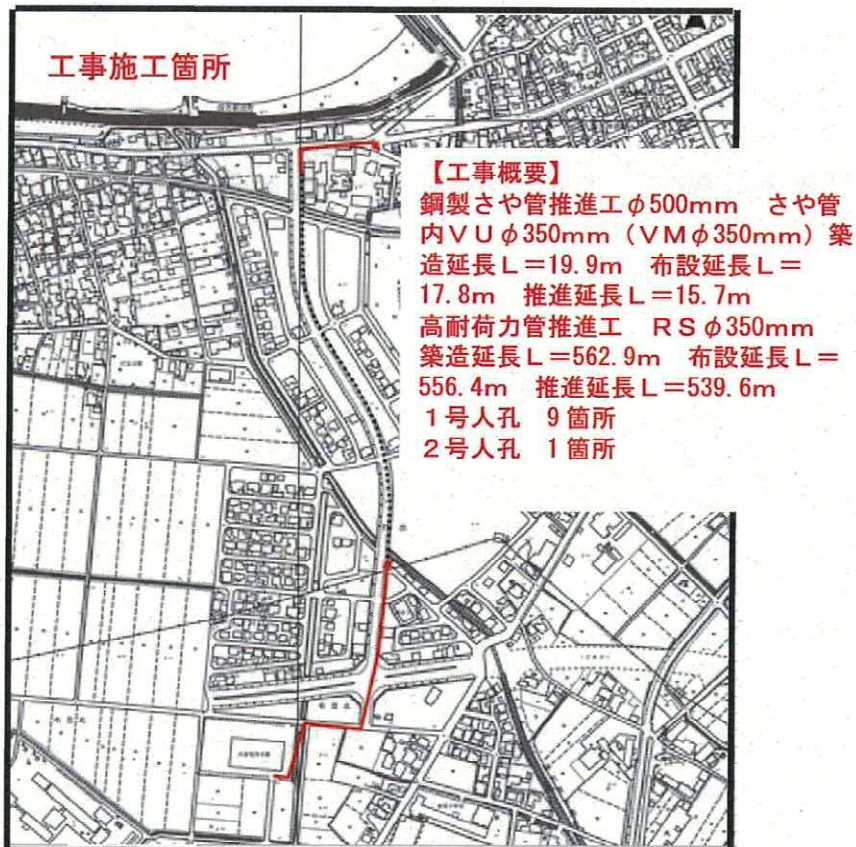 工事施工箇所
【工事概要】
鋼製さや管推進工φ500mm さや管
内ＶＵφ350mm（ＶＭφ350mm）築
造延長Ｌ＝19.9m 布設延長Ｌ＝
17.8m 推進延長Ｌ＝15.7m
高耐荷力管推進工 ＲＳφ350mm
築造延長Ｌ＝562.9m 布設延長Ｌ＝
556.4m 推進延長Ｌ＝539.6m
１号人孔 ９箇所
２号人孔 １箇所